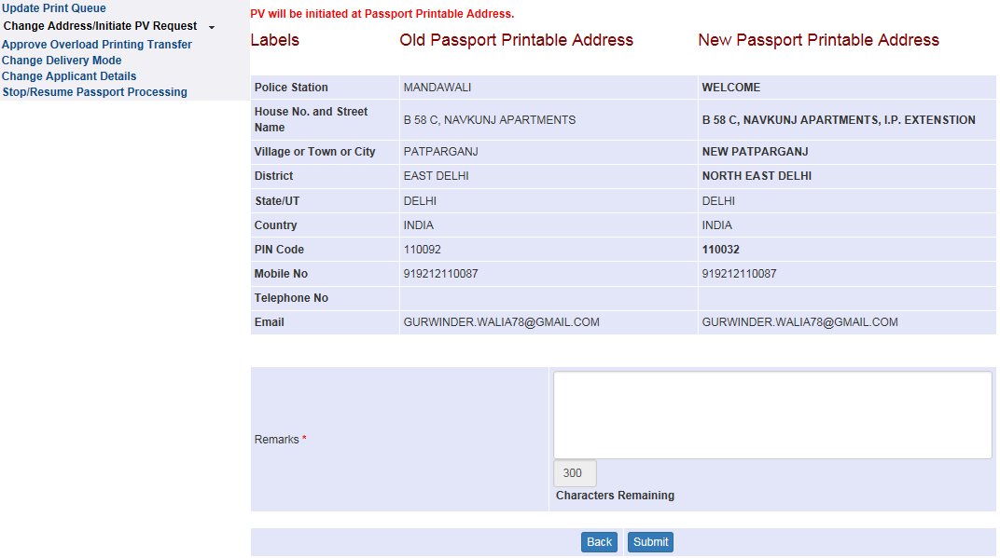 Update Print Queue
Change Address/Initiate PV Request
Approve Overload Printing Transfer
Change Delivery Mode
Change Applicant Details
Stop/Resume Passport Processing
PV will be initiated at Passport Printable Address.
Labels Old Passport Printable Address New Passport Printable Address
Police Station MANDAWALI WELCOME
House No. and Street
Name B 58 C, NAVKUNJ APARTMENTS B 58 C, NAVKUNJ APARTMENTS, I.P. EXTENSTION
Village or Town or City PATPARGANJ NEW PATPARGANJ
District EAST DELHI NORTH EAST DELHI
State/UT DELHI DELHI
Country INDIA INDIA
PIN Code 110092 110032
Mobile No 919212110087 919212110087
Telephone No
Email GURWINDER.WALIA78@GMAIL.COM GURWINDER.WALIA78@GMAIL.COM
Remarks *
300
Characters Remaining
Back Submit